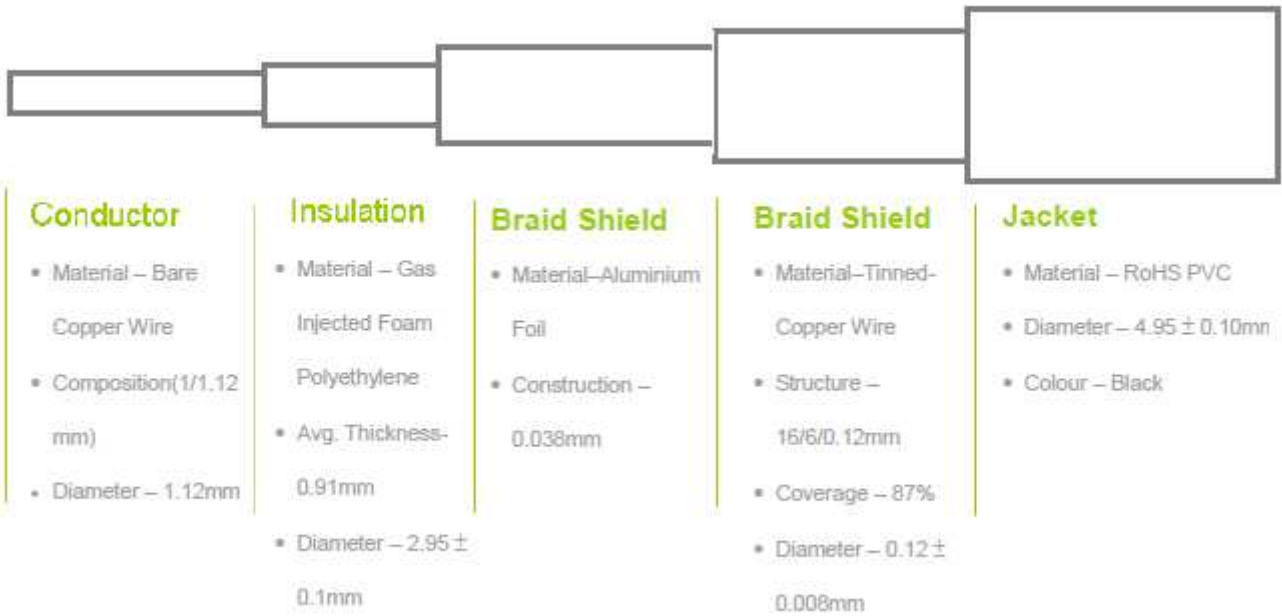 Conductor
• Material – Bare
Copper Wire
• Composition(1/1.12
mm)
• Diameter – 1.12mm
Insulation
• Material – Gas
Injected Foam
Polyethylene
• Avg. Thickness-
0.91mm
• Diameter – 2.95 ±
0.1mm
Braid Shield
• Material–Aluminium
Foil
• Construction –
0.038mm
Braid Shield
• Material–Tinned-
Copper Wire
• Structure –
16/6/0.12mm
• Coverage – 87%
• Diameter – 0.12 ±
0.008mm
Jacket
• Material – RoHS PVC
• Diameter – 4.95 ± 0.10mm
• Colour – Black